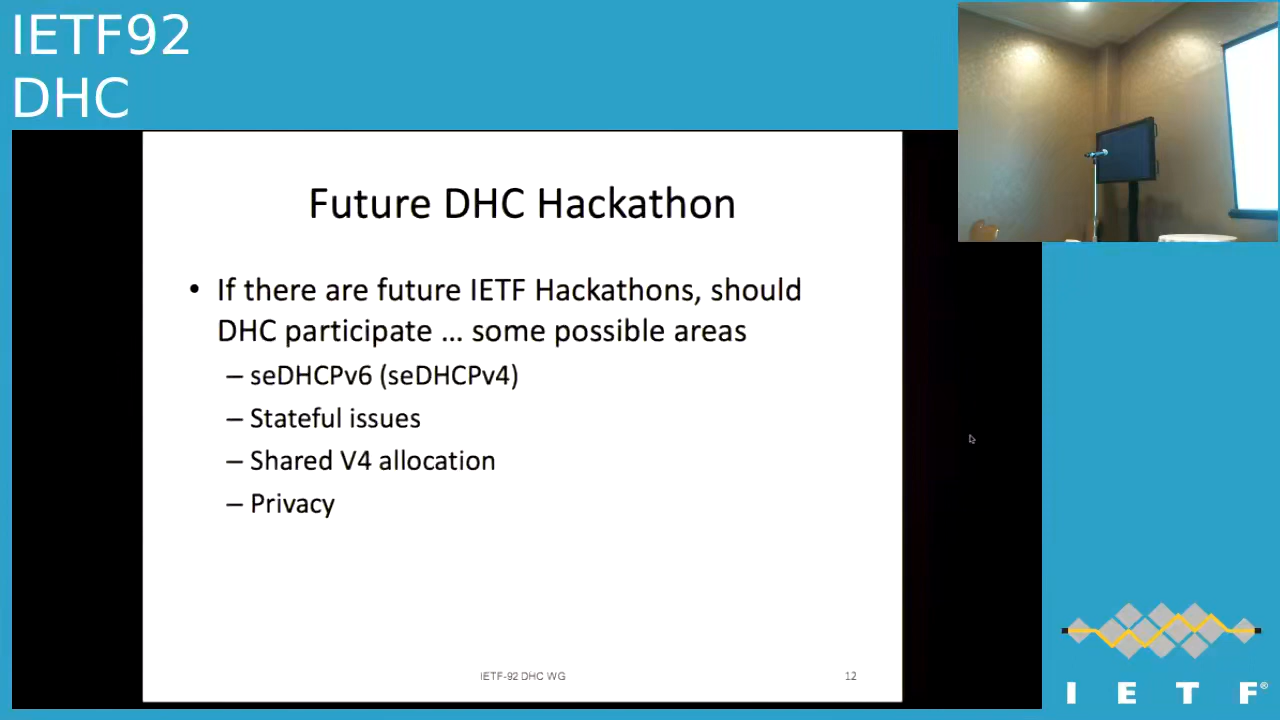 IETF92
DHC
Future DHC Hackathon
• If there are future IETF Hackathons, should
DHC participate ... some possible areas
– seDHCPv6 (seDHCPv4)
– Stateful issues
– Shared V4 allocation
– Privacy
IETF-92 DHC WG
12
I E T F®